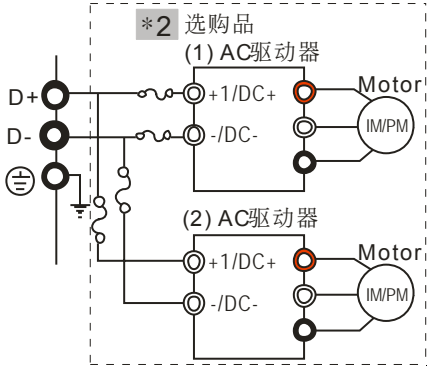 *2 选购品
(1) AC驱动器
D+
+1/DC+
Motor
D-
-/DC-
IM/PM
(2) AC驱动器
+1/DC+
Motor
-/DC-
IM/PM